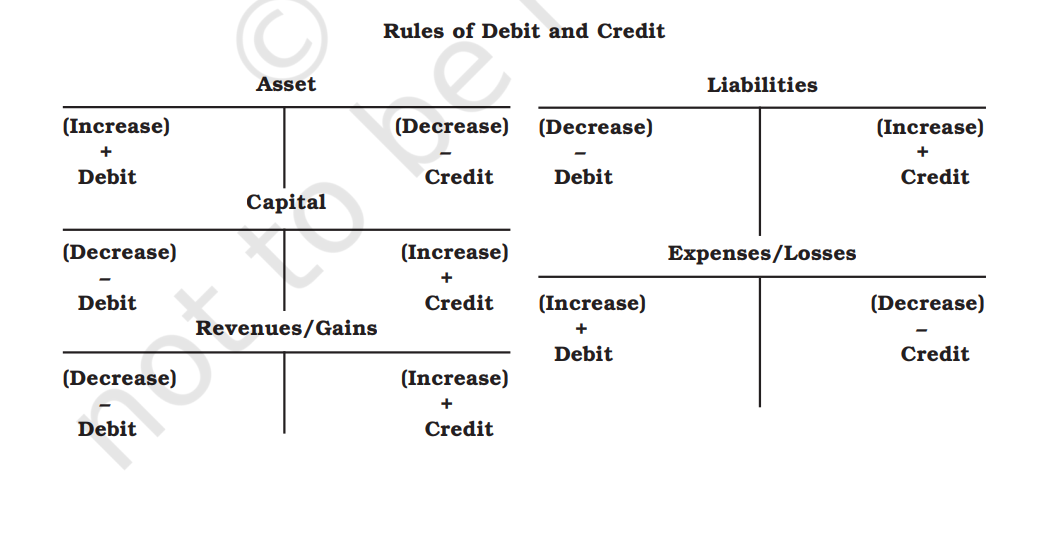 Rules of Debit and Credit
Asset
(Increase) (Decrease)
+ –
Debit Credit
Capital
(Decrease) (Increase)
– +
Debit Credit
Revenues/Gains
(Decrease) (Increase)
– +
Debit Credit
Liabilities
(Decrease) (Increase)
– +
Debit Credit
Expenses/Losses
(Increase) (Decrease)
+ –
Debit Credit
©
not to be